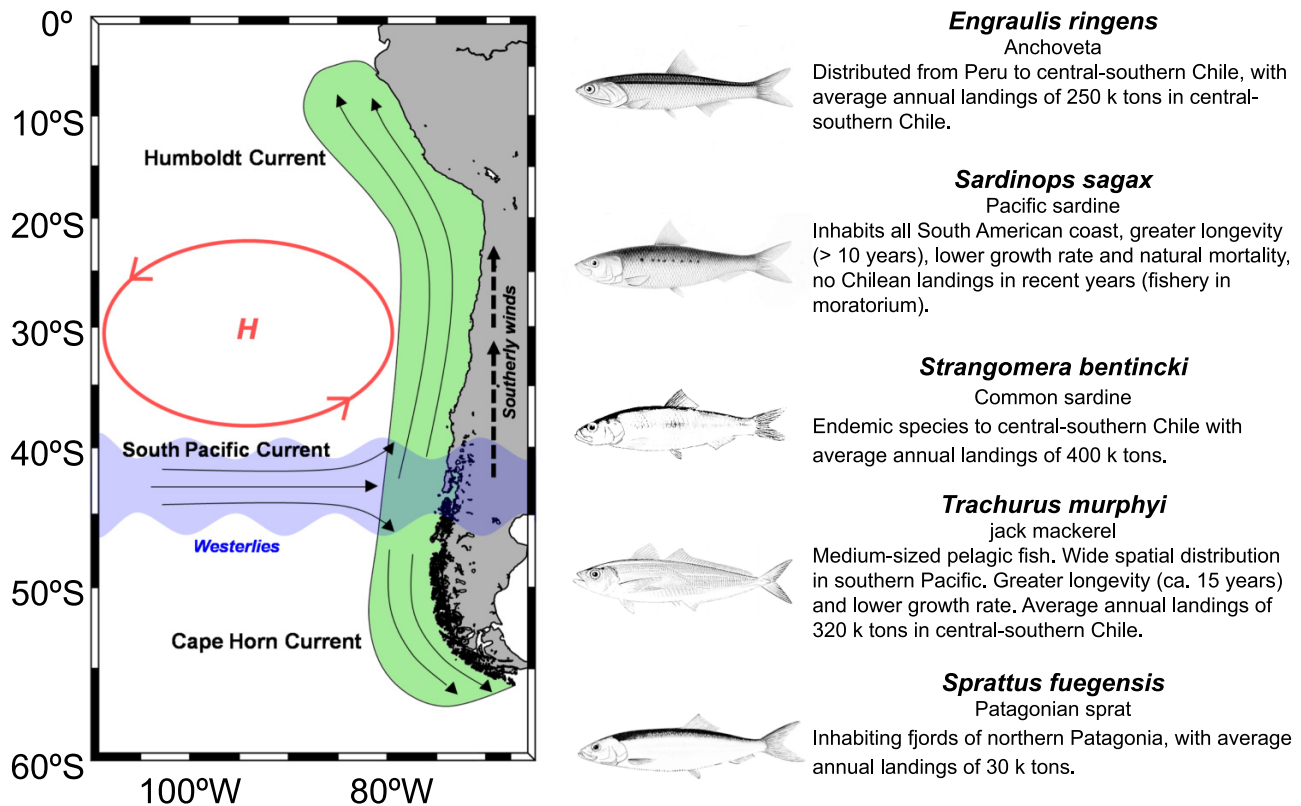 0º
10ºS
20ºS
30ºS
40ºS
50ºS
60ºS
100ºW
80ºW
Humboldt Current
H
Southerly winds
South Pacific Current
Westerlies
Cape Horn Current
Engraulis ringens
Anchoveta
Distributed from Peru to central-southern Chile, with
average annual landings of 250 k tons in central-
southern Chile.
Sardinops sagax
Pacific sardine
Inhabits all South American coast, greater longevity
(> 10 years), lower growth rate and natural mortality,
no Chilean landings in recent years (fishery in
moratorium).
Strangomera bentincki
Common sardine
Endemic species to central-southern Chile with
average annual landings of 400 k tons.
Trachurus murphyi
jack mackerel
Medium-sized pelagic fish. Wide spatial distribution
in southern Pacific. Greater longevity (ca. 15 years)
and lower growth rate. Average annual landings of
320 k tons in central-southern Chile.
Sprattus fuegensis
Patagonian sprat
Inhabiting fjords of northern Patagonia, with average
annual landings of 30 k tons.